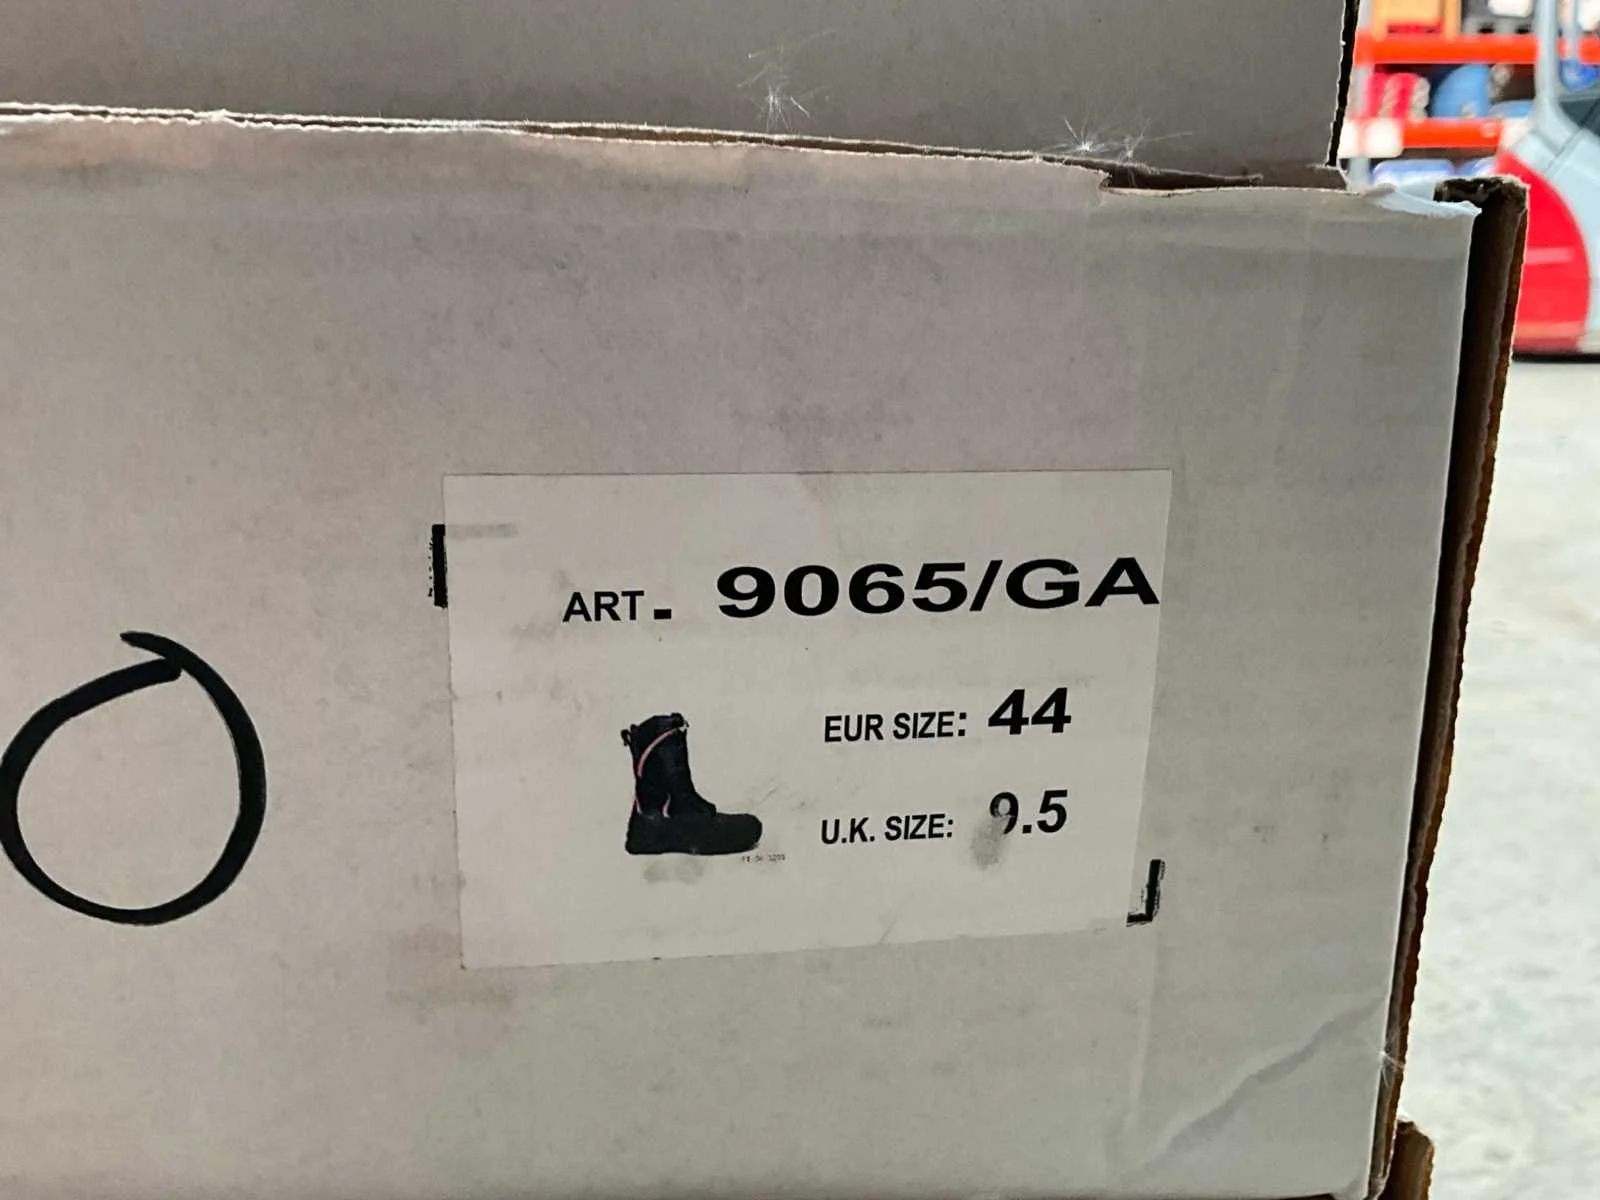 ART. 9065/GA
EUR SIZE: 44
U.K. SIZE: 9.5